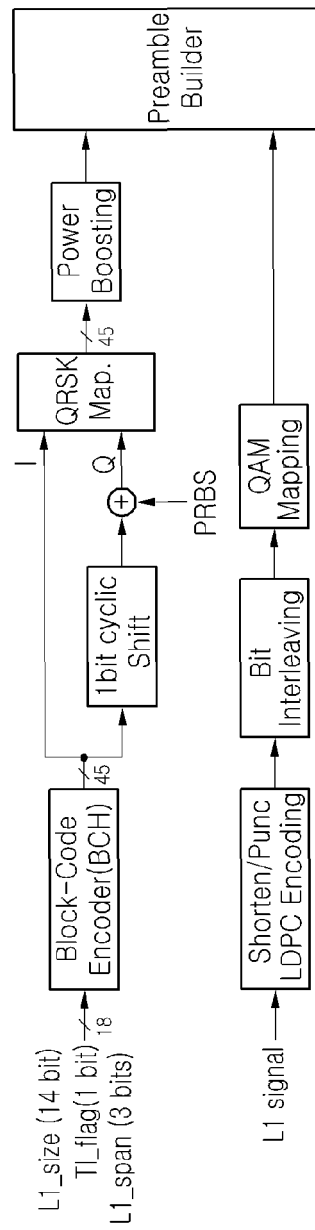 L1_size (14 bit)
TI_flag(1 bit)
L1_span (3 bits)
18
Block-Code
Encoder(BCH)
45
I
1bit cyclic
Shift
Q
PRBS
QRSK
Map.
45
Power
Boosting
Preamble
Builder
L1 signal
Shorten/Punc
LDPC Encoding
Bit
Interleaving
QAM
Mapping